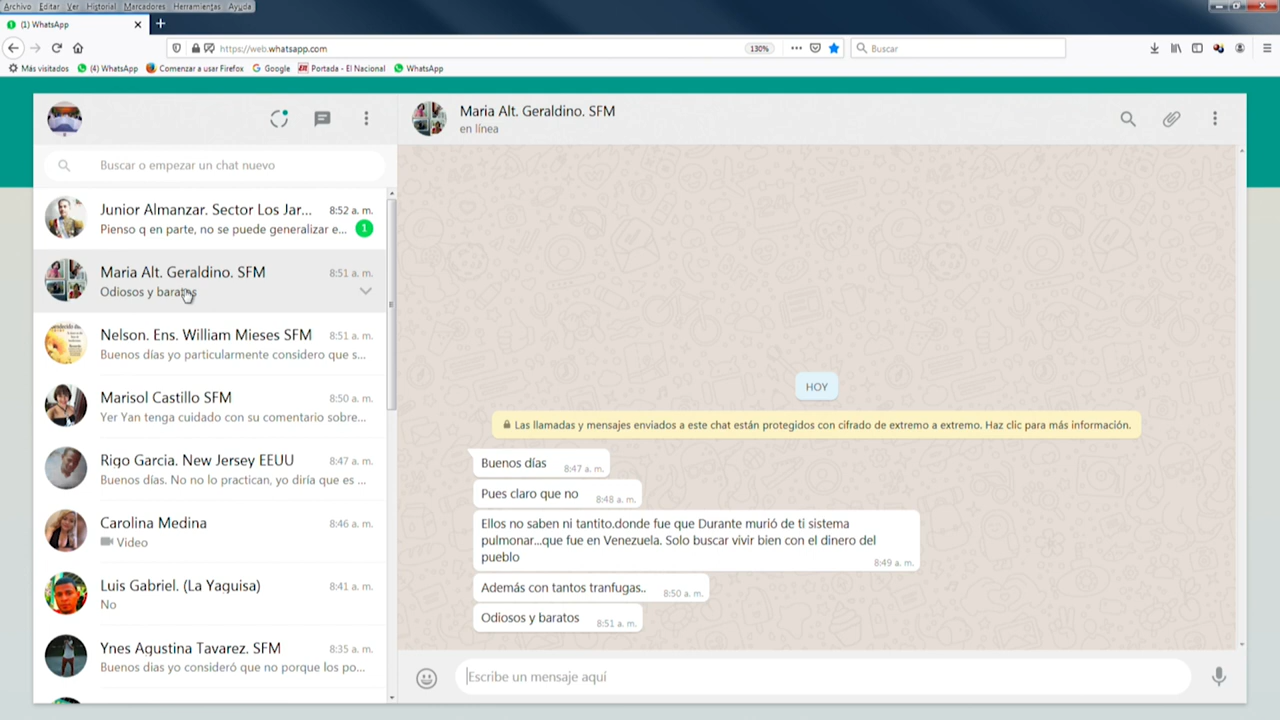 Archivo Editar Ver Historial Marcadores Herramientas Ayuda
(1) WhatsApp
https://web.whatsapp.com
130%
Buscar
Más visitados (4) WhatsApp Comenzar a usar Firefox Google Portada - El Nacional WhatsApp
Buscar o empezar un chat nuevo
Junior Almanzar. Sector Los Jar... 8:52 a. m.
Pienso q en parte, no se puede generalizar e... 1
Maria Alt. Geraldino. SFM 8:51 a. m.
Odiosos y baratos
Nelson. Ens. William Mieses SFM 8:51 a. m.
Buenos días yo particularmente considero que s...
Marisol Castillo SFM 8:50 a. m.
Yer Yan tenga cuidado con su comentario sobre...
Rigo Garcia. New Jersey EEUU 8:47 a. m.
Buenos días. No no lo practican, yo diría que es ...
Carolina Medina 8:46 a. m.
Video
Luis Gabriel. (La Yaguisa) 8:41 a. m.
No
Ynes Agustina Tavarez. SFM 8:35 a. m.
Buenos dias yo consideró que no porque los po...
Maria Alt. Geraldino. SFM
en línea
HOY
Las llamadas y mensajes enviados a este chat están protegidos con cifrado de extremo a extremo. Haz clic para más información.
Buenos días 8:47 a. m.
Pues claro que no 8:48 a. m.
Ellos no saben ni tantito.donde fue que Durante murió de ti sistema
pulmonar...que fue en Venezuela. Solo buscar vivir bien con el dinero del
pueblo
8:49 a. m.
Además con tantos tranfugas.. 8:50 a. m.
Odiosos y baratos 8:51 a. m.
Escribe un mensaje aquí